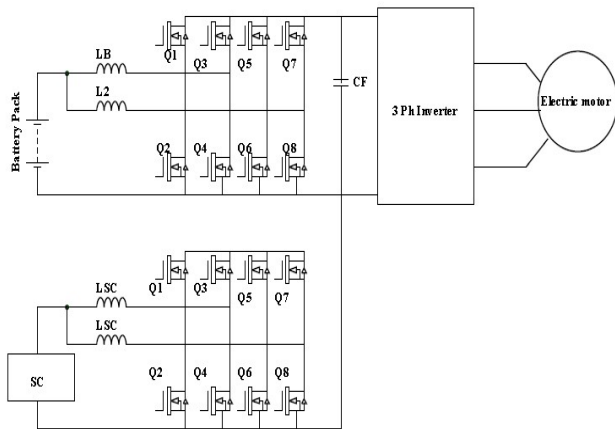 Q1
Q3
Q5
Q7
LB
L2
CF
3 Ph Inverter
Electric motor
Battery Pack
Q2
Q4
Q6
Q8
Q1
Q3
Q5
Q7
LSC
LSC
SC
Q2
Q4
Q6
Q8